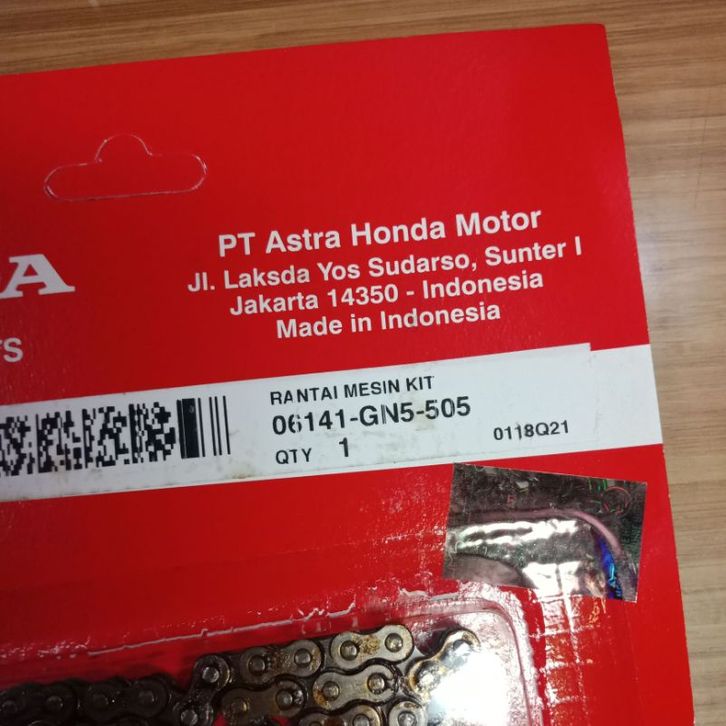 PT Astra Honda Motor
Jl. Laksda Yos Sudarso, Sunter I
Jakarta 14350 - Indonesia
Made in Indonesia
RANTAI MESIN KIT
06141-GN5-505
QTY 1
0118Q21